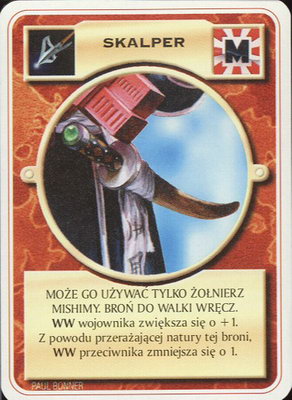 SKALPER
M
MOŻE GO UŻYWAĆ TYLKO ŻOŁNIERZ
MISHIMY. BROŃ DO WALKI WRĘCZ.
WW wojownika zwiększa się o +1.
Z powodu przerażającej natury tej broni,
WW przeciwnika zmniejsza się o 1.
PAUL BONNER